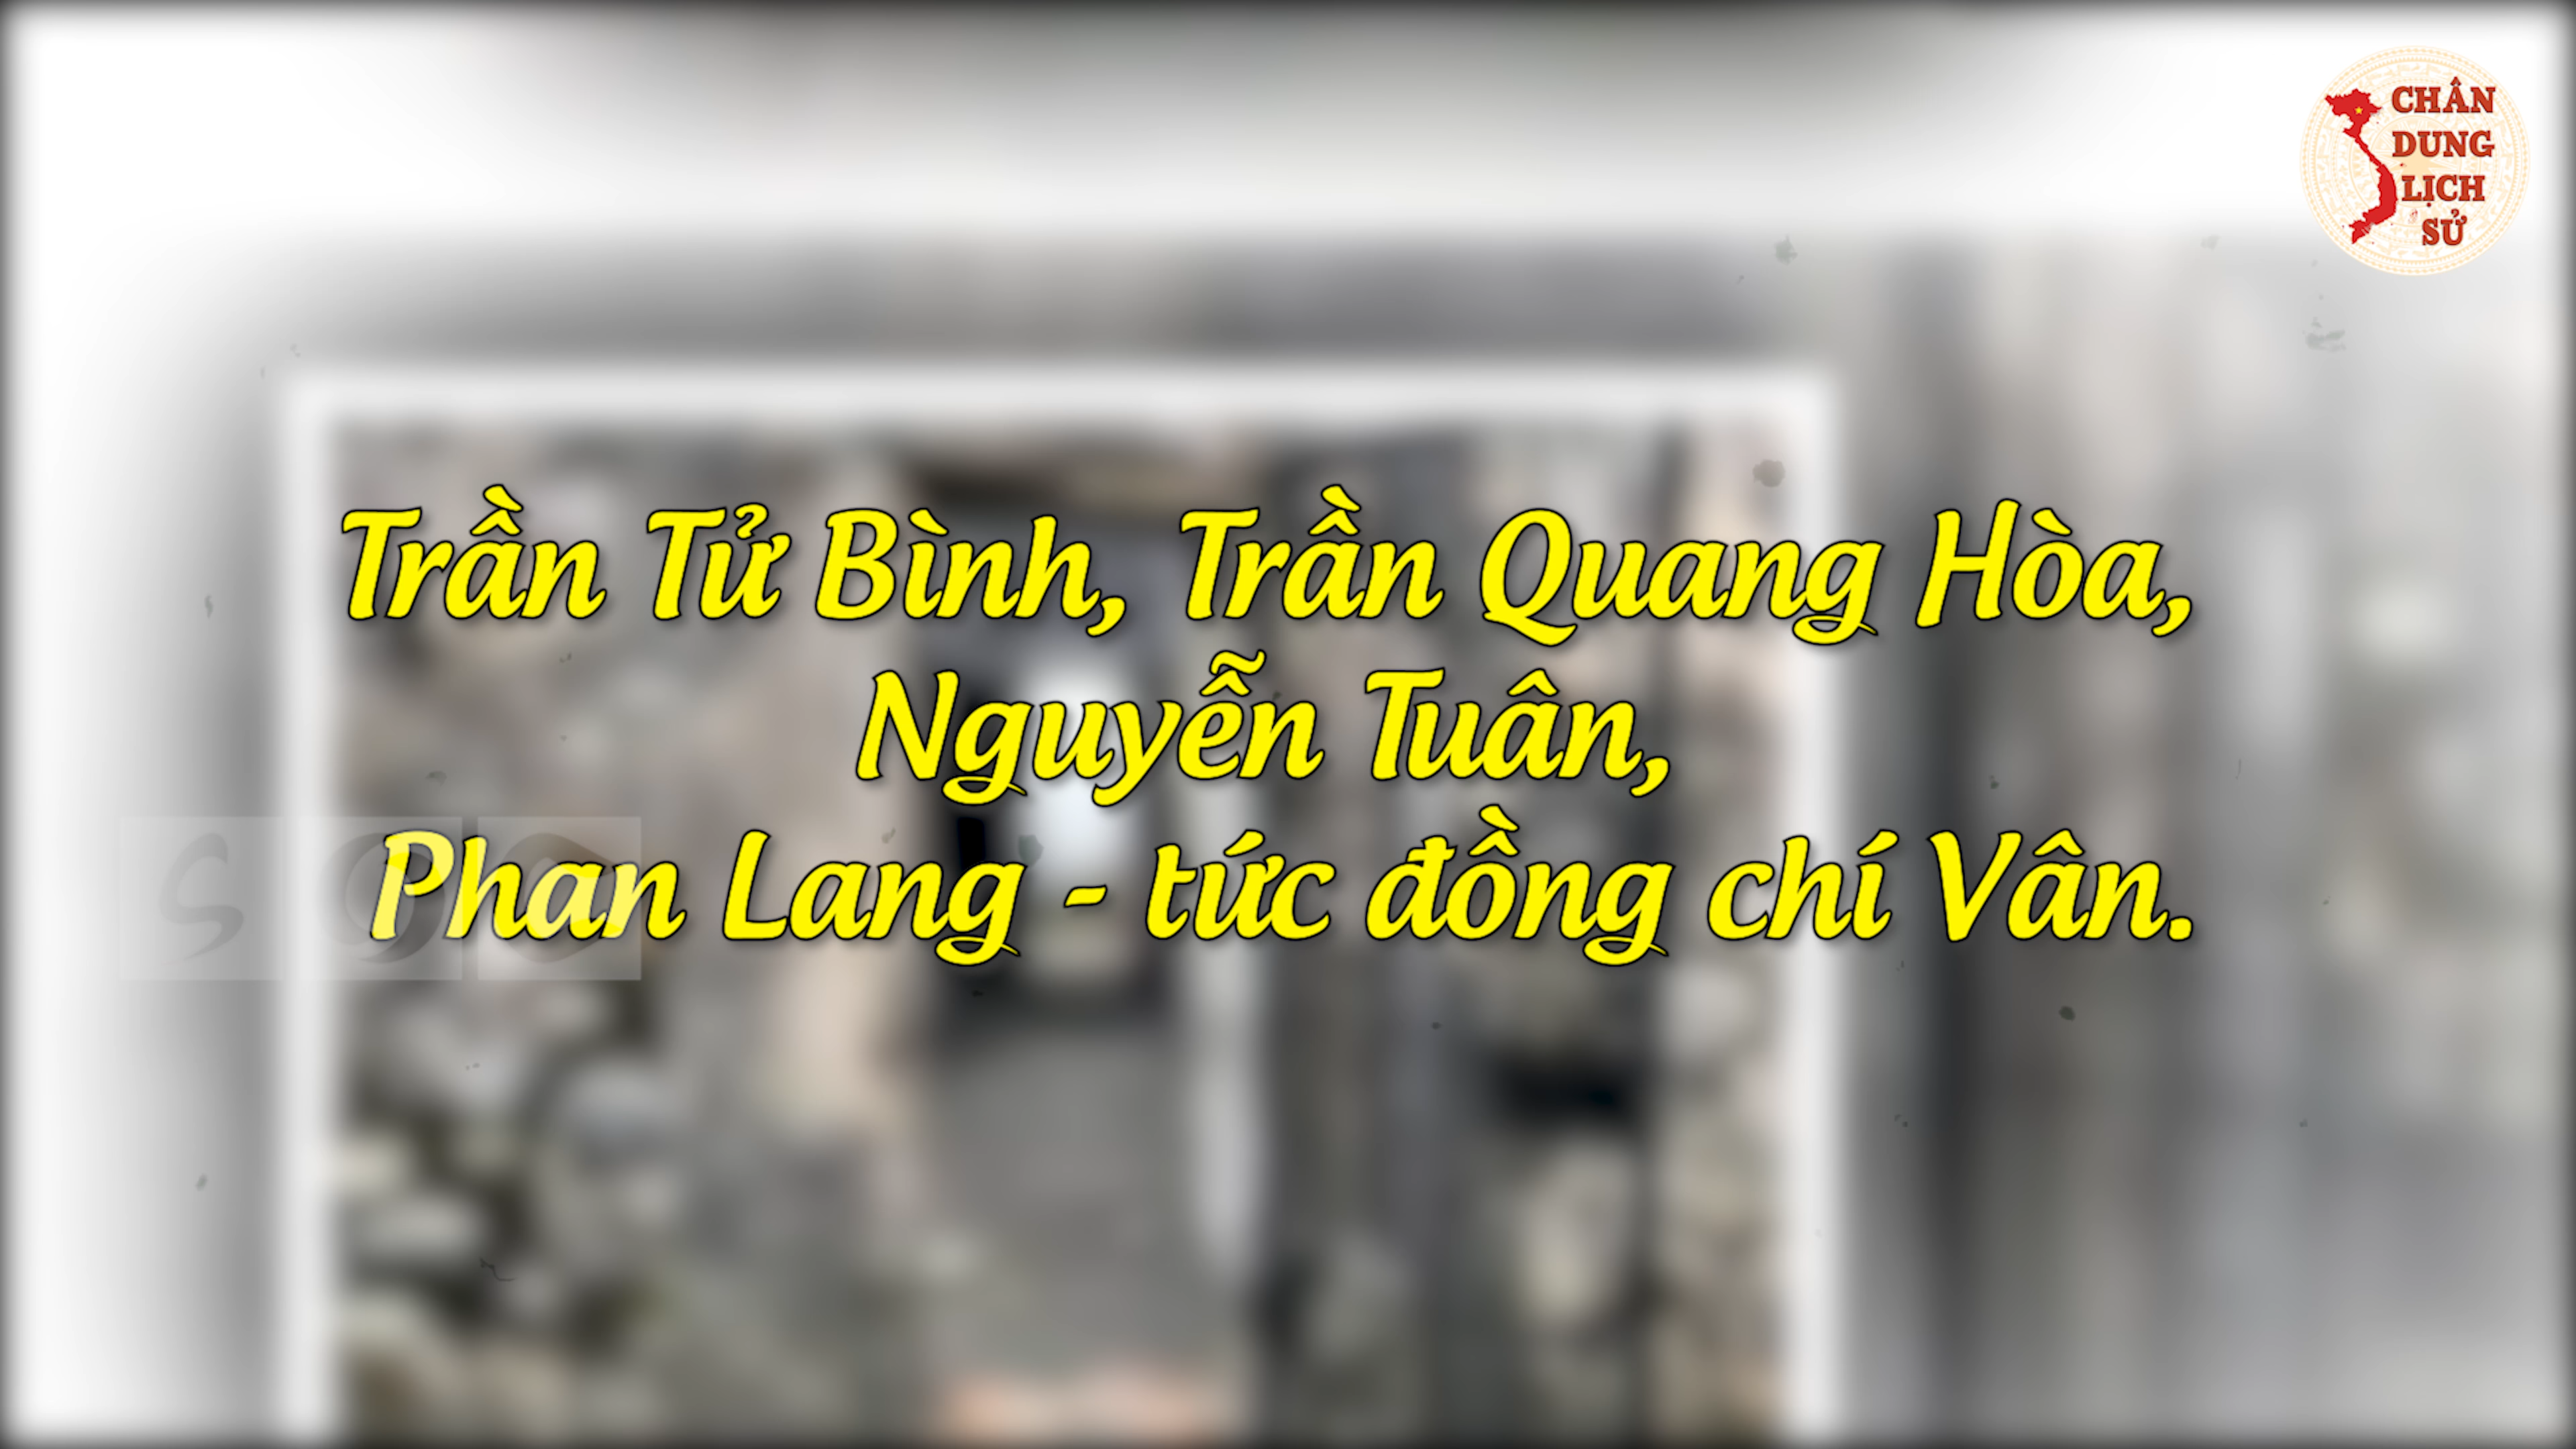 CHÂN
DUNG
LỊCH
SỬ
Trần Tử Bình, Trần Quang Hòa,
Nguyễn Tuân,
Phan Lang - tức đồng chí Vân.